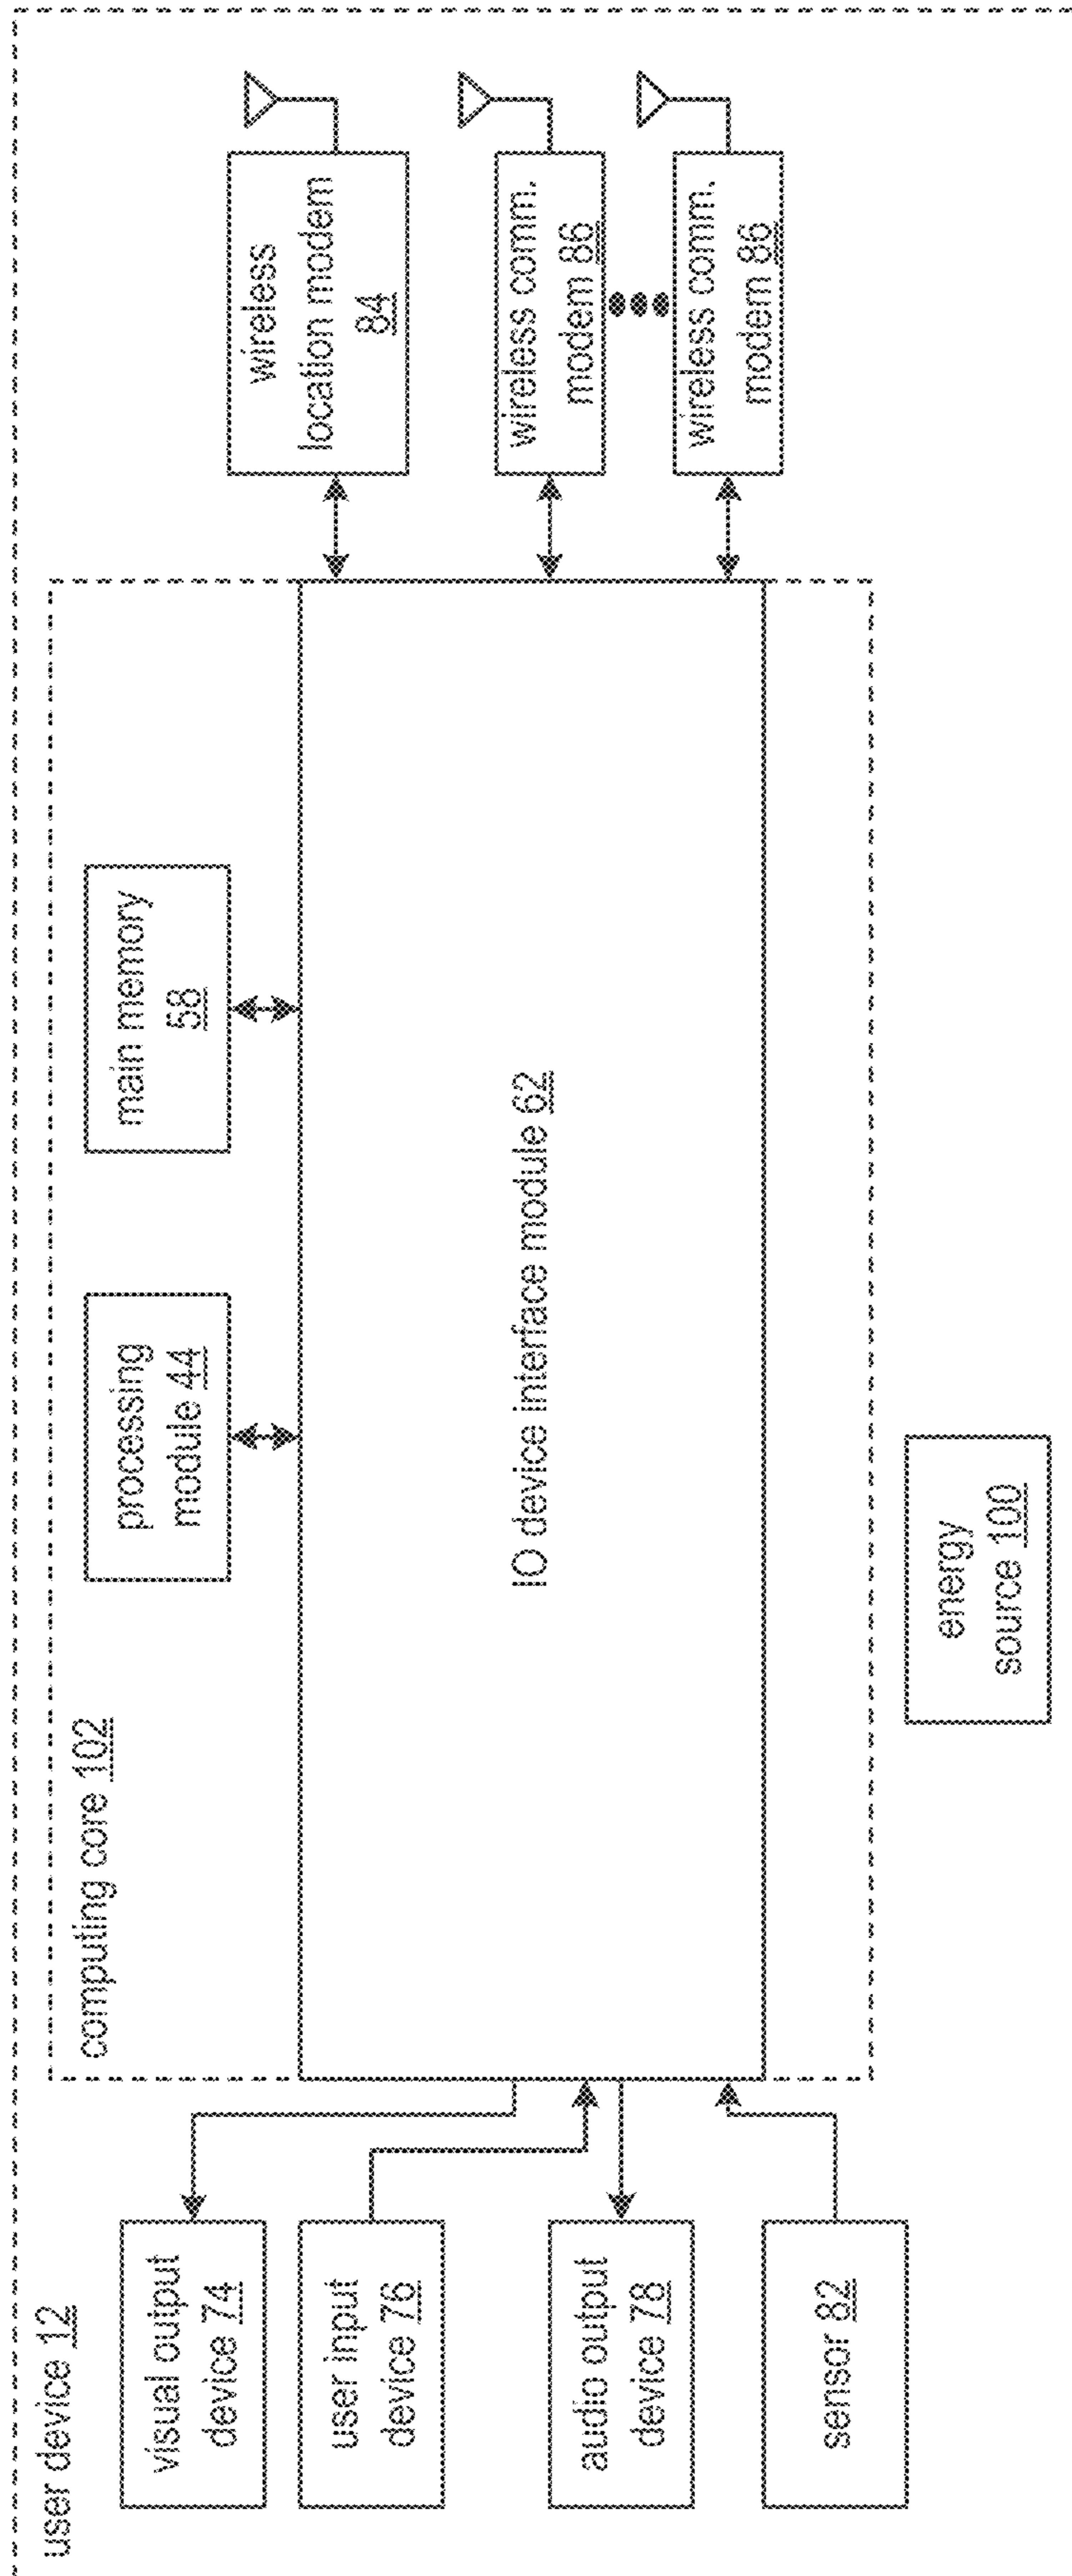 user device 12
visual output
device 74
user input
device 76
audio output
device 78
sensor 82
computing core 102
processing
module 44
main memory
58
IO device interface module 62
energy
source 100
wireless
location modem
84
wireless comm.
modem 86
wireless comm.
modem 86